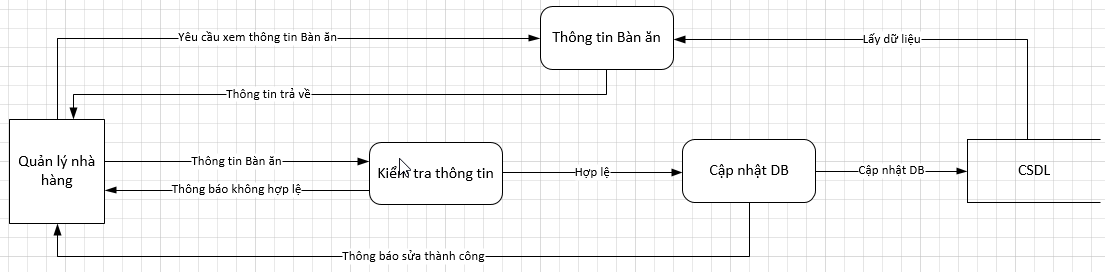 Thông tin Bàn ăn
Yêu cầu xem thông tin Bàn ăn
Lấy dữ liệu
Thông tin trả về
Quản lý nhà
hàng
Thông tin Bàn ăn
Kiểm tra thông tin
Hợp lệ
Cập nhật DB
Cập nhật DB
CSDL
Thông báo không hợp lệ
Thông báo sửa thành công